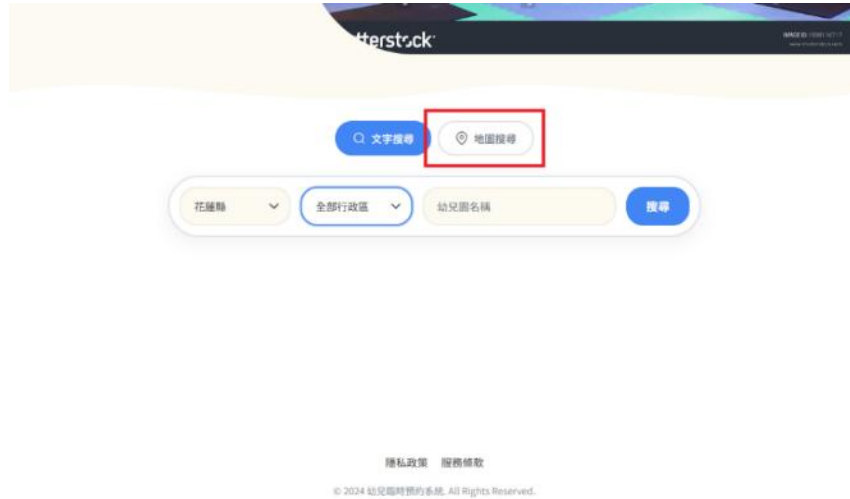 tterstock
文字搜尋
地圖搜尋
花蓮縣
全部行政區
幼兒園名稱
搜尋
隱私政策 服務條款
© 2024 幼兒臨時預約系統. All Rights Reserved.